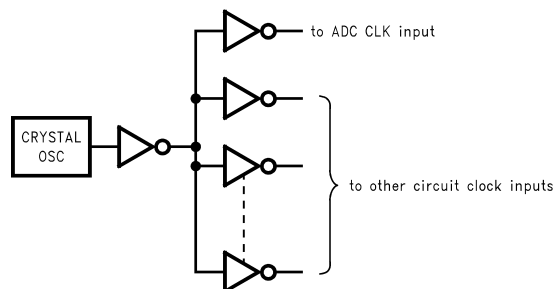 to ADC CLK input
CRYSTAL
OSC
to other circuit clock inputs